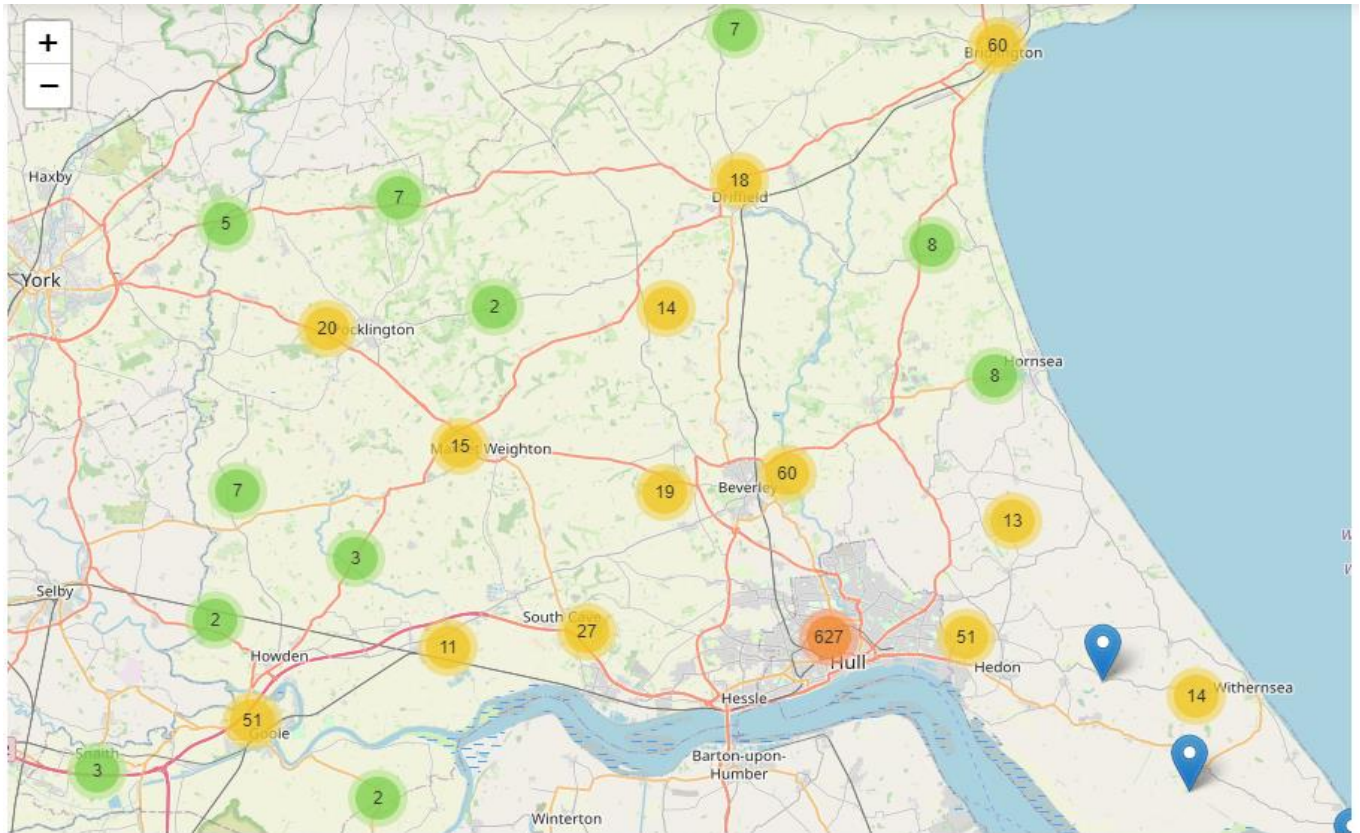 +
−
7
60
Bridlington
Haxby
7
18
Driffield
5
8
York
2
14
20
Pocklington
Hornsea
8
15
Market Weighton
60
7
19
Beverley
13
3
Selby
2
South Cave
27
627
51
11
Howden
Hull
Hedon
14
Withernsea
Hessle
51
Goole
Snaith
3
Barton-upon-
Humber
2
Winterton